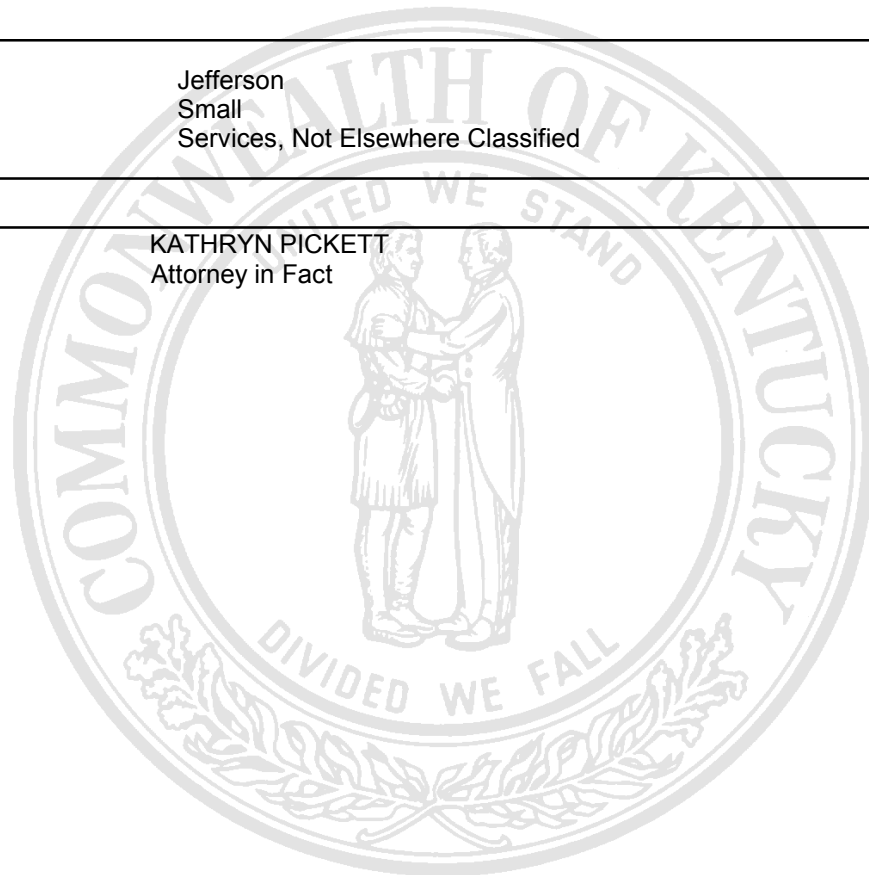 Jefferson
Small
Services, Not Elsewhere Classified
KATHRYN PICKETT
Attorney in Fact
COMMONWEALTH OF KENTUCKY
UNITED WE STAND
DIVIDED WE FALL